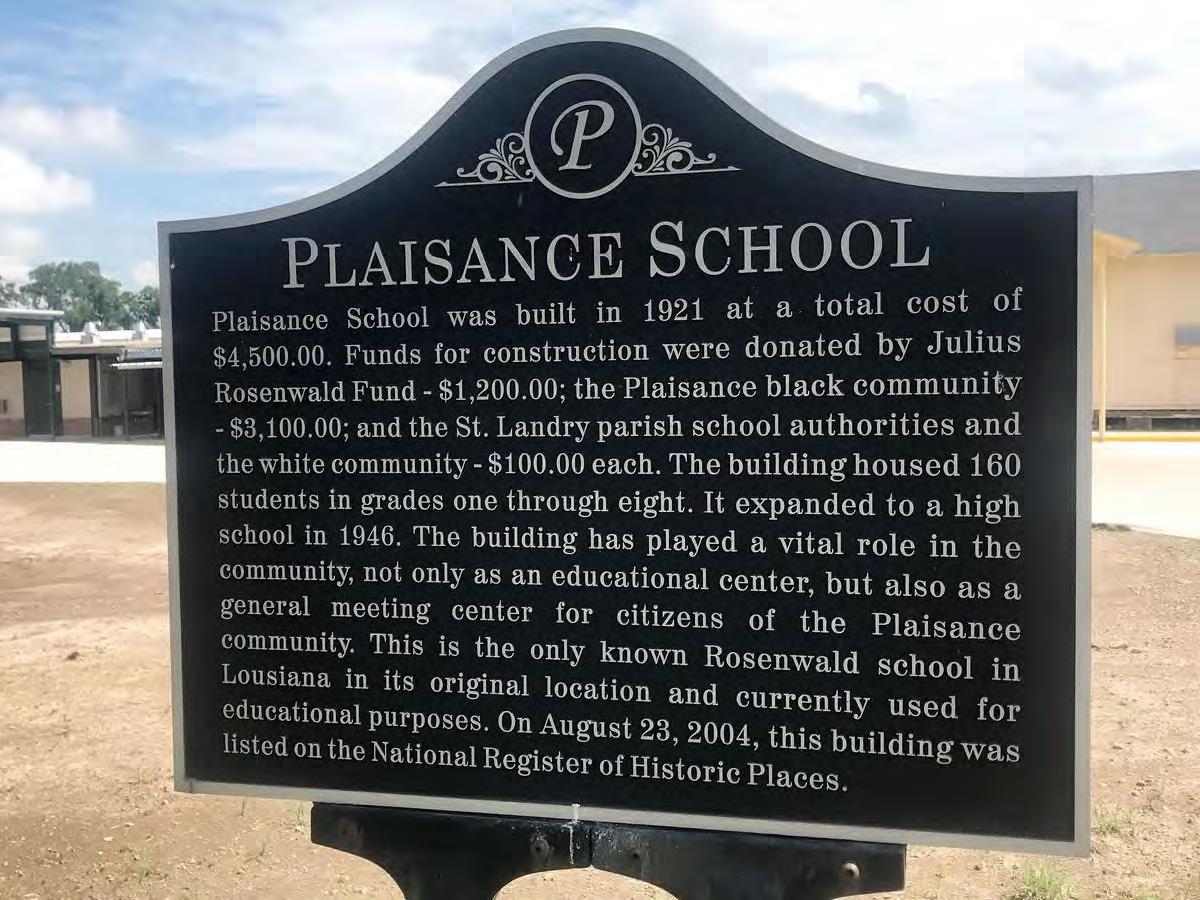 P
PLAISANCE SCHOOL
Plaisance School was built in 1921 at a total cost of
$4,500.00. Funds for construction were donated by Julius
Rosenwald Fund - $1,200.00; the Plaisance black community
- $3,100.00; and the St. Landry parish school authorities and
the white community - $100.00 each. The building housed 160
students in grades one through eight. It expanded to a high
school in 1946. The building has played a vital role in the
community, not only as an educational center, but also as a
general meeting center for citizens of the Plaisance
community. This is the only known Rosenwald school in
Lousiana in its original location and currently used for
educational purposes. On August 23, 2004, this building was
listed on the National Register of Historic Places.